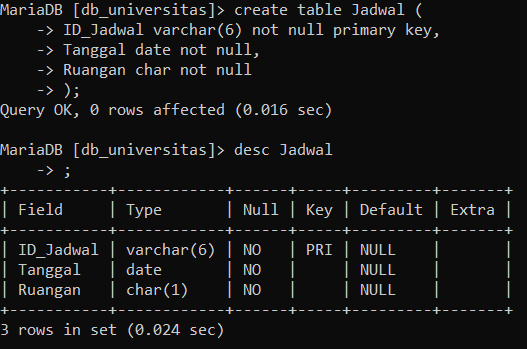 MariaDB [db_universitas]> create table Jadwal (
    -> ID_Jadwal varchar(6) not null primary key,
    -> Tanggal date not null,
    -> Ruangan char not null
    -> );
Query OK, 0 rows affected (0.016 sec)

MariaDB [db_universitas]> desc Jadwal
    -> ;
+-----------+------------+------+-----+---------+-------+
| Field     | Type       | Null | Key | Default | Extra |
+-----------+------------+------+-----+---------+-------+
| ID_Jadwal | varchar(6) | NO   | PRI | NULL    |       |
| Tanggal   | date       | NO   |     | NULL    |       |
| Ruangan   | char(1)    | NO   |     | NULL    |       |
+-----------+------------+------+-----+---------+-------+
3 rows in set (0.024 sec)